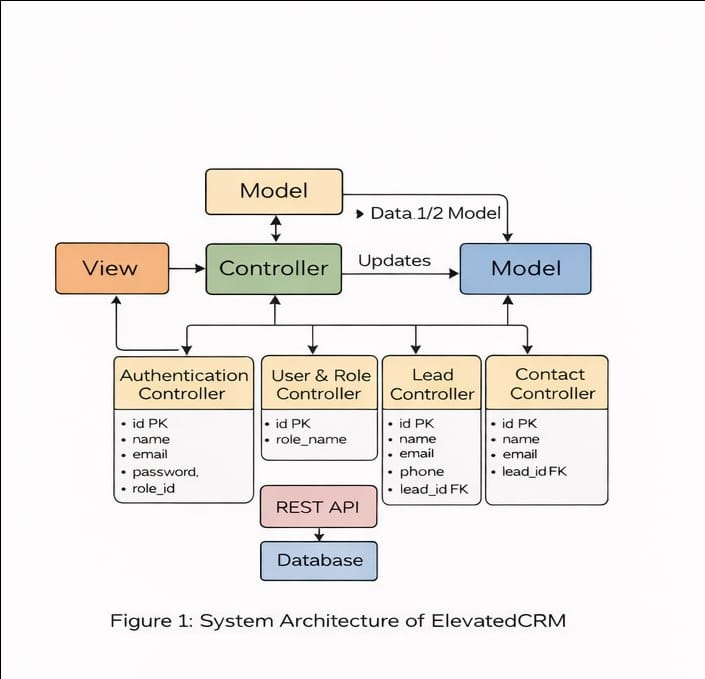 Model
▸ Data.1/2 Model
View
Controller
Updates
Model
Authentication
Controller
• id PK
• name
• email
• password,
• role_id
User & Role
Controller
• id PK
• role_name
Lead
Controller
• id PK
• name
• email
• phone
• lead_id FK
Contact
Controller
• id PK
• name
• email
• lead_id FK
REST API
Database
Figure 1: System Architecture of ElevatedCRM